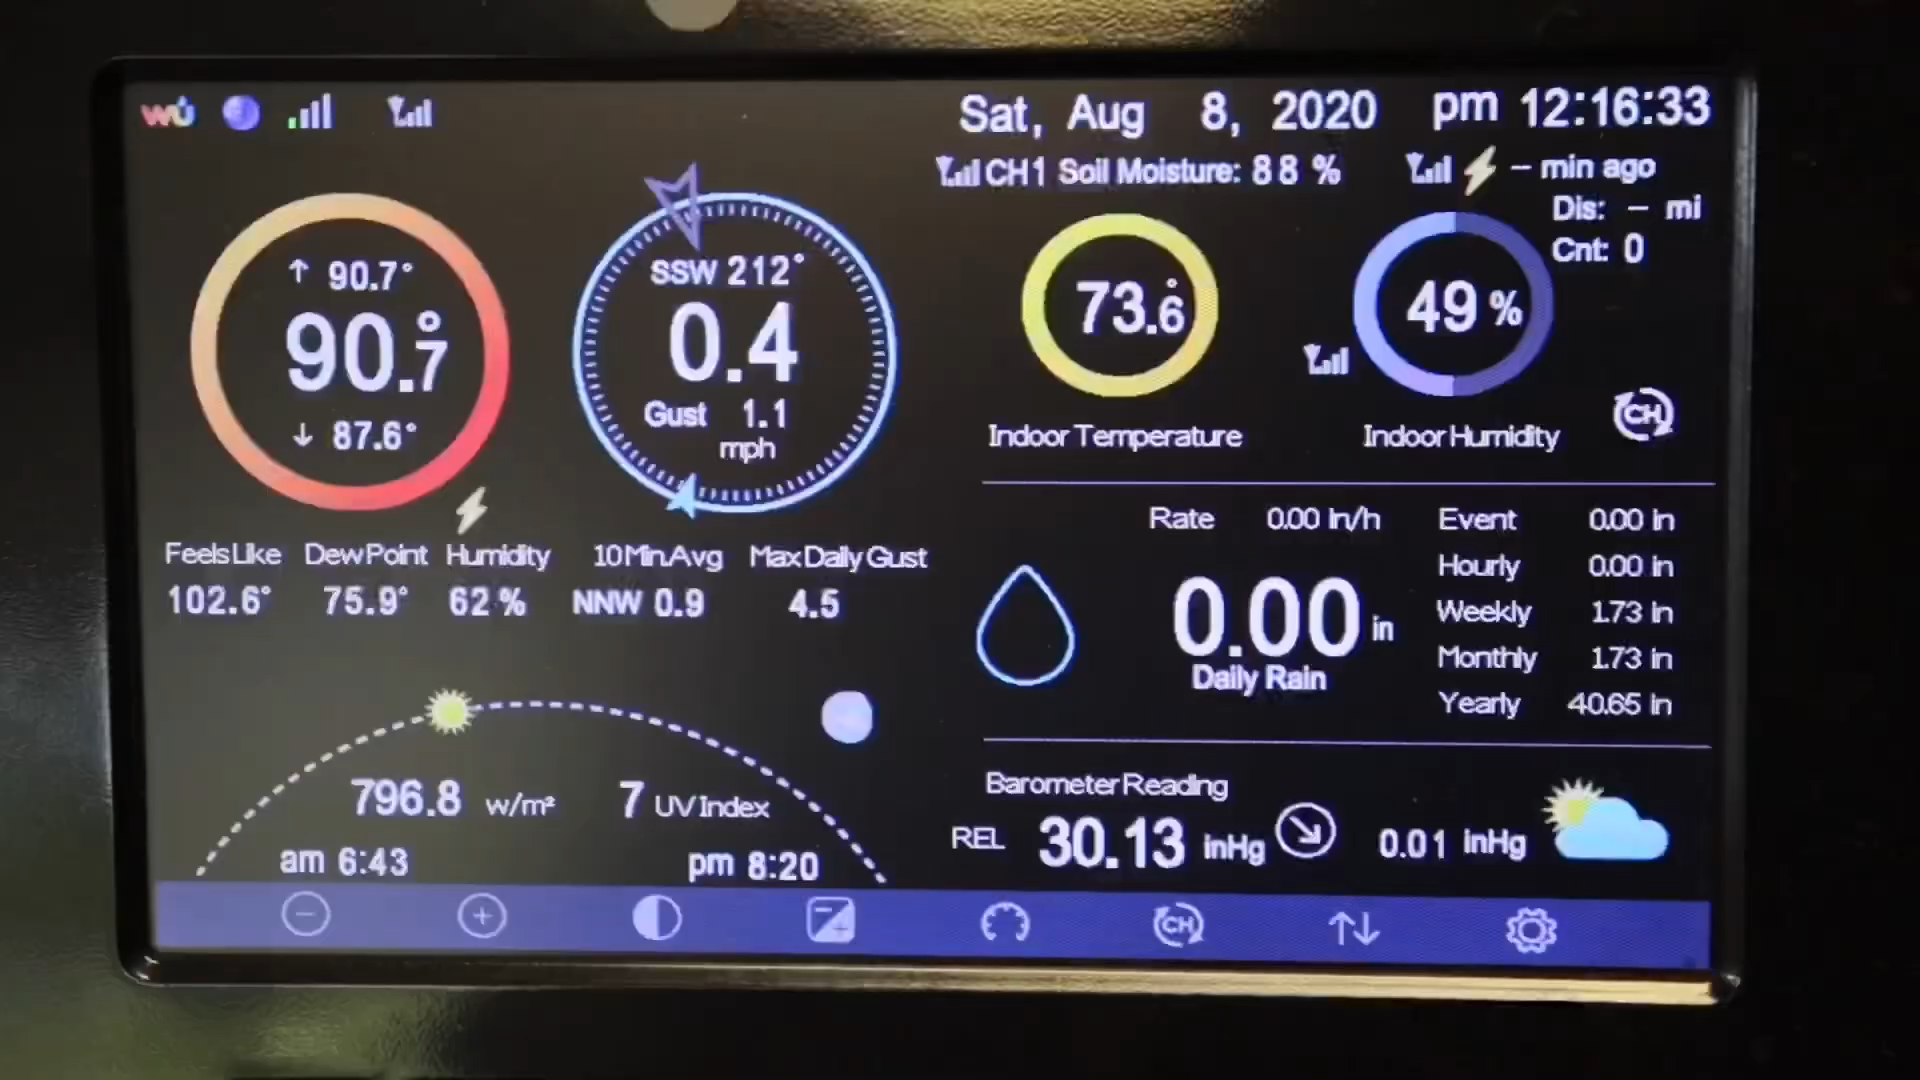 wu
Sat, Aug 8, 2020 pm 12:16:33
CH1 Soil Moisture: 88 %
– min ago
Dis: – mi
Cnt: 0
↑ 90.7°
90.7°
↓ 87.6°
SSW 212°
0.4
Gust 1.1
mph
73.6°
Indoor Temperature
49 %
Indoor Humidity
CH
Feels Like Dew Point Humidity
102.6° 75.9° 62%
10 Min.Avg Max Daily Gust
NNW 0.9 4.5
Rate 0.00 in/h
0.00 in
Daily Rain
Event 0.00 in
Hourly 0.00 in
Weekly 1.73 in
Monthly 1.73 in
Yearly 40.65 in
796.8 w/m² 7 UV Index
am 6:43 pm 8:20
Barometer Reading
REL 30.13 inHg 0.01 inHg
CH